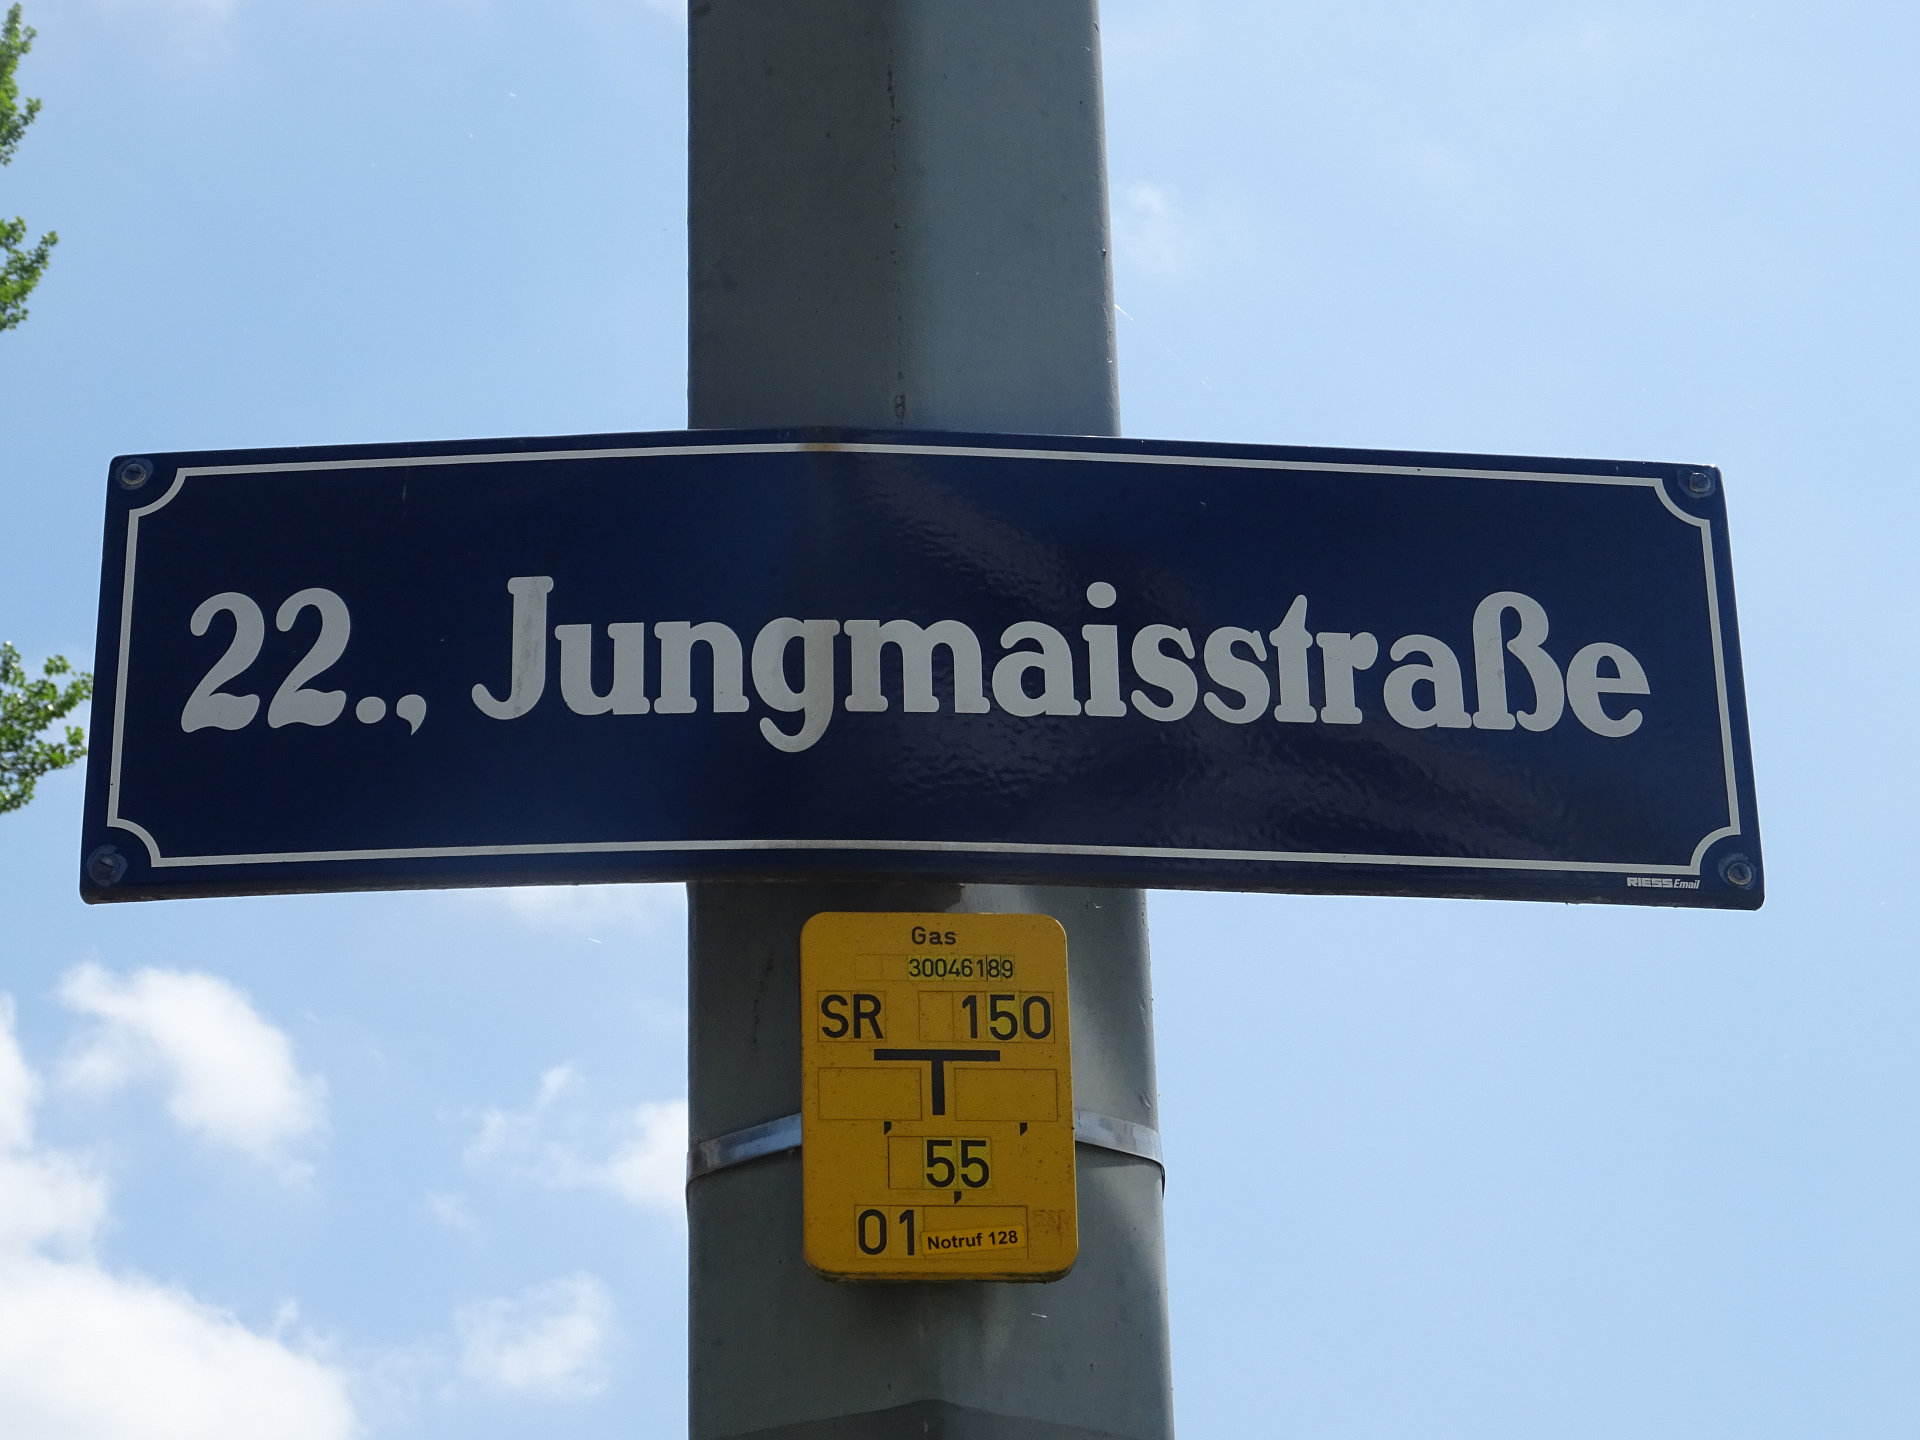 22., Jungmaisstraße
RIESS Email
Gas
30046189
SR 150
, ,
55
,
01 Notruf 128